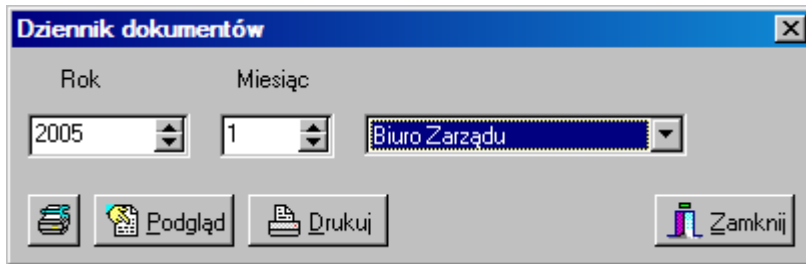 Dziennik dokumentów
Rok Miesiąc
2005 1 Biuro Zarządu
Podgląd Drukuj Zamknij